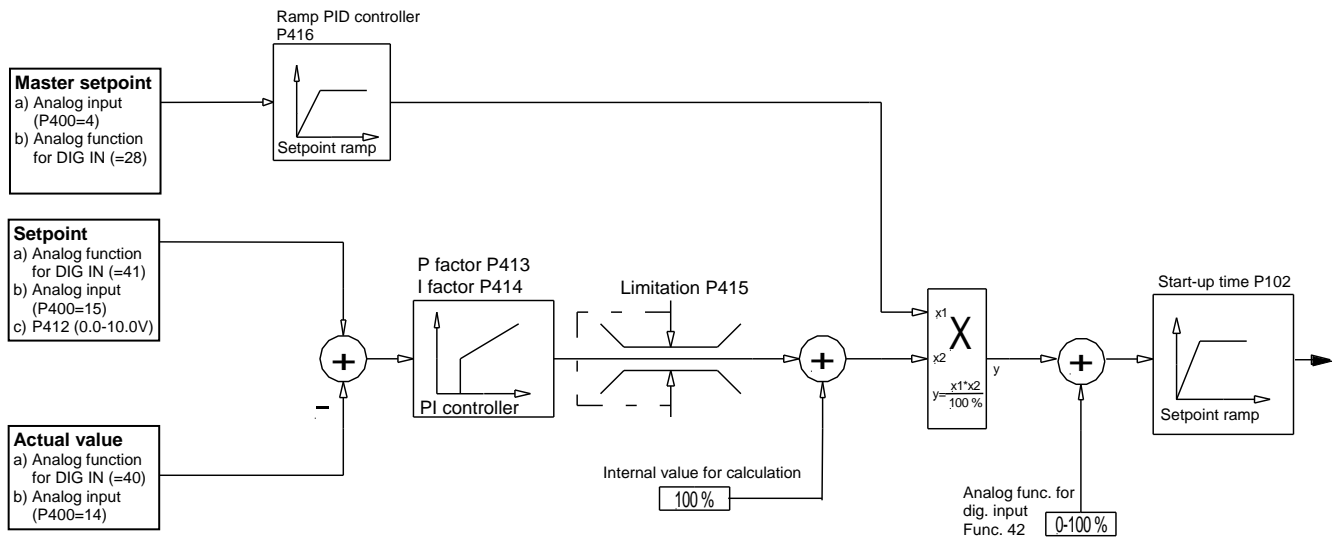 Ramp PID controller
P416
Setpoint ramp
Master setpoint
a) Analog input
(P400=4)
b) Analog function
for DIG IN (=28)
Setpoint
a) Analog function
for DIG IN (=41)
b) Analog input
(P400=15)
c) P412 (0.0-10.0V)
+
−
P factor P413
I factor P414
PI controller
Limitation P415
+
x1
X
x2
y
y=x1*x2
100 %
+
Start-up time P102
Setpoint ramp
Actual value
a) Analog function
for DIG IN (=40)
b) Analog input
(P400=14)
Internal value for calculation
100 %
Analog func. for
dig. input
Func. 42
0-100 %